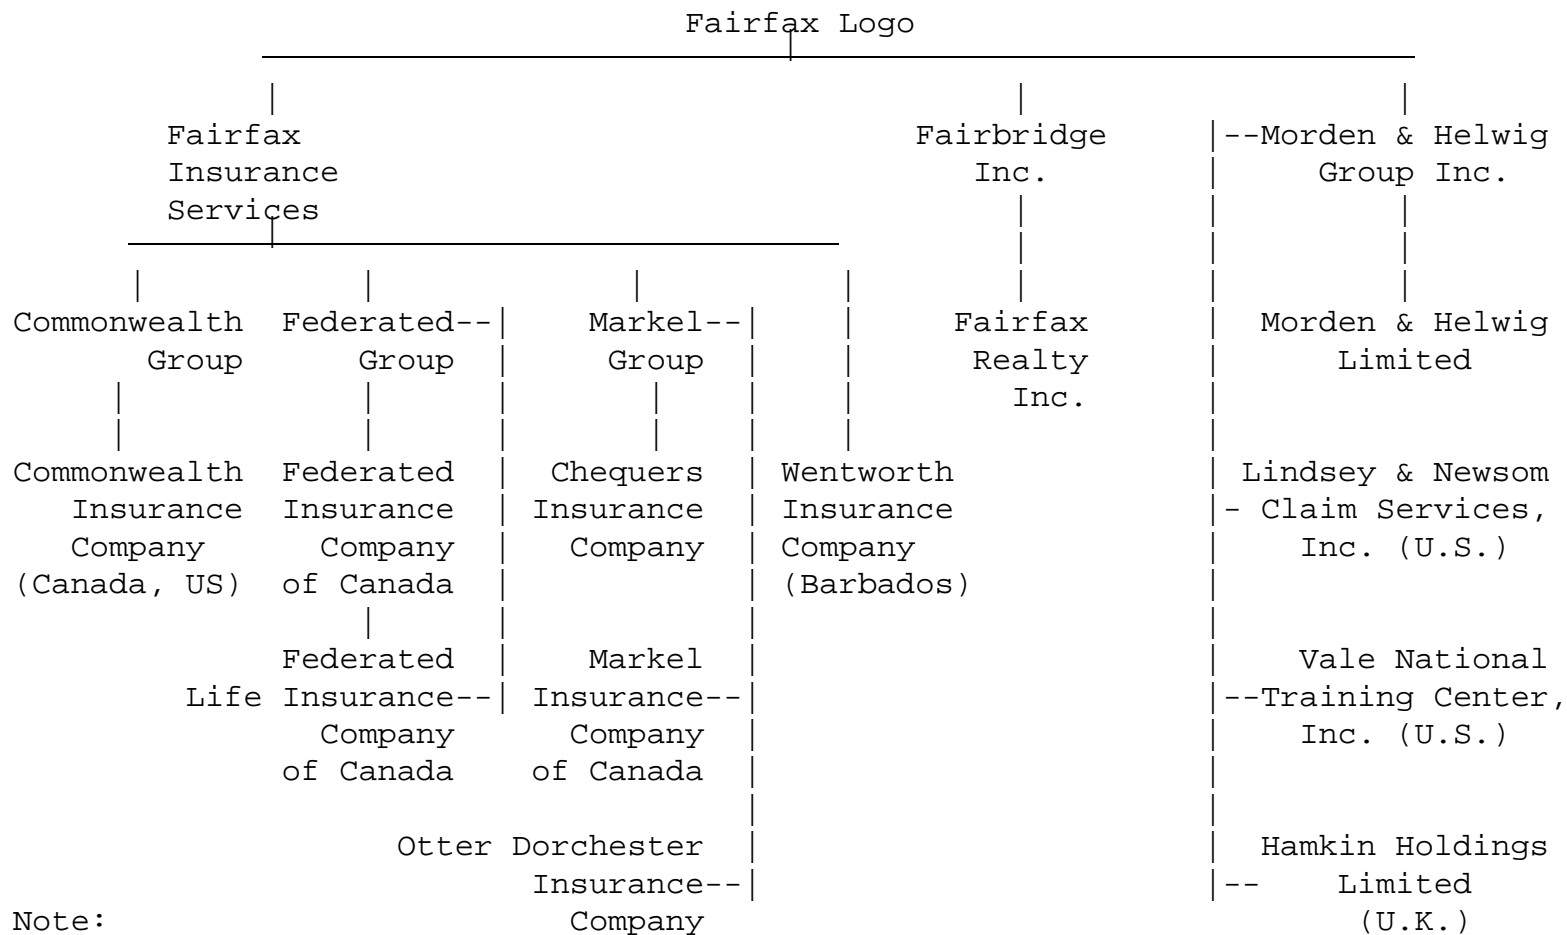 Fairfax Logo
Fairfax Fairbridge |--Morden & Helwig
Insurance Inc. | Group Inc.
Services | | |
| | |
| | | | | | |
Commonwealth Federated--| Markel--| | Fairfax | Morden & Helwig
Group Group | Group | | Realty | Limited
| | | | | | Inc. |
| | | | | | |
Commonwealth Federated | Chequers | Wentworth | Lindsey & Newsom
Insurance Insurance | Insurance | Insurance |- Claim Services,
Company Company | Company | Company | Inc. (U.S.)
(Canada, US) of Canada | | (Barbados) |
| | | |
Federated | Markel | | Vale National
Life Insurance--| Insurance--| |--Training Center,
Company Company | | Inc. (U.S.)
of Canada of Canada | |
| |
Otter Dorchester | | Hamkin Holdings
Insurance--| |-- Limited
Note: Company (U.K.)